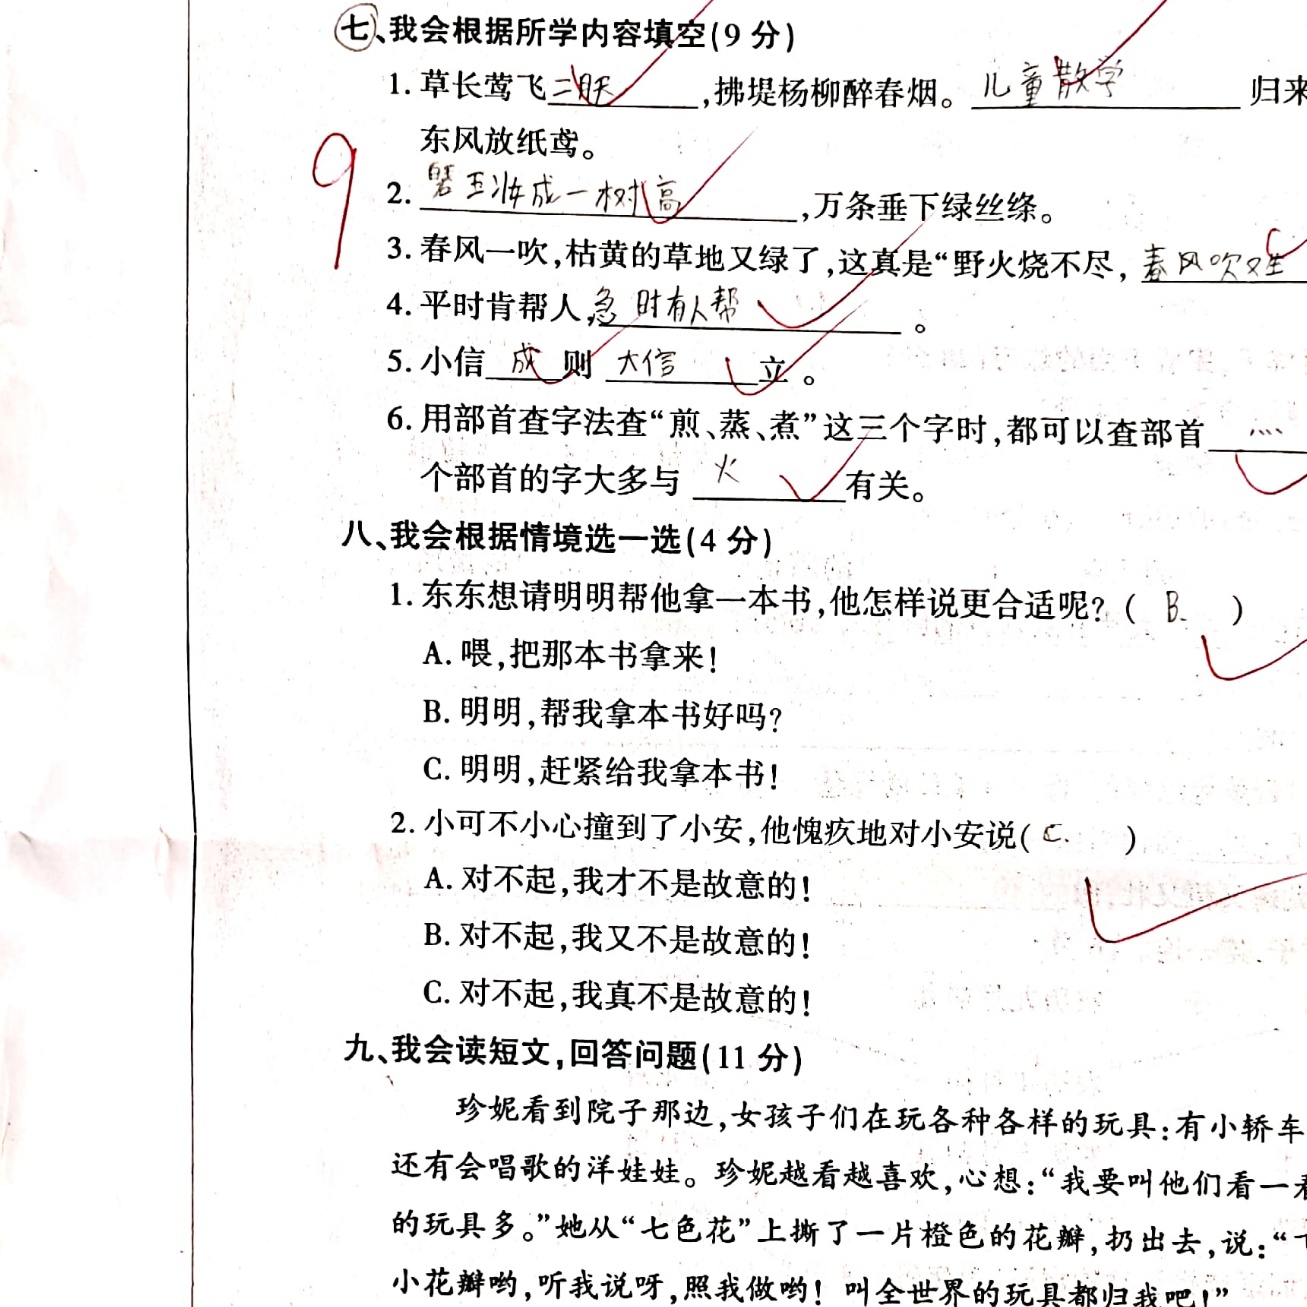 七、我会根据所学内容填空(9 分)
1. 草长莺飞二月天,拂堤杨柳醉春烟。儿童散学归来
东风放纸鸢。
9
2. 碧玉妆成一树高,万条垂下绿丝绦。
3. 春风一吹,枯黄的草地又绿了,这真是“野火烧不尽,春风吹又生
4. 平时肯帮人,急时有人帮。
5. 小信成则大信立。
6. 用部首查字法查“煎、蒸、煮”这三个字时,都可以查部首灬
个部首的字大多与火有关。
八、我会根据情境选一选(4 分)
1. 东东想请明明帮他拿一本书,他怎样说更合适呢? ( B. )
A. 喂,把那本书拿来!
B. 明明,帮我拿本书好吗?
C. 明明,赶紧给我拿本书!
2. 小可不小心撞到了小安,他愧疚地对小安说( C. )
A. 对不起,我才不是故意的!
B. 对不起,我又不是故意的!
C. 对不起,我真不是故意的!
九、我会读短文,回答问题(11 分)
珍妮看到院子那边,女孩子们在玩各种各样的玩具:有小轿车
还有会唱歌的洋娃娃。珍妮越看越喜欢,心想:“我要叫他们看一看
的玩具多。”她从“七色花”上撕了一片橙色的花瓣,扔出去,说:“
小花瓣哟,听我说呀,照我做哟! 叫全世界的玩具都归我吧!”